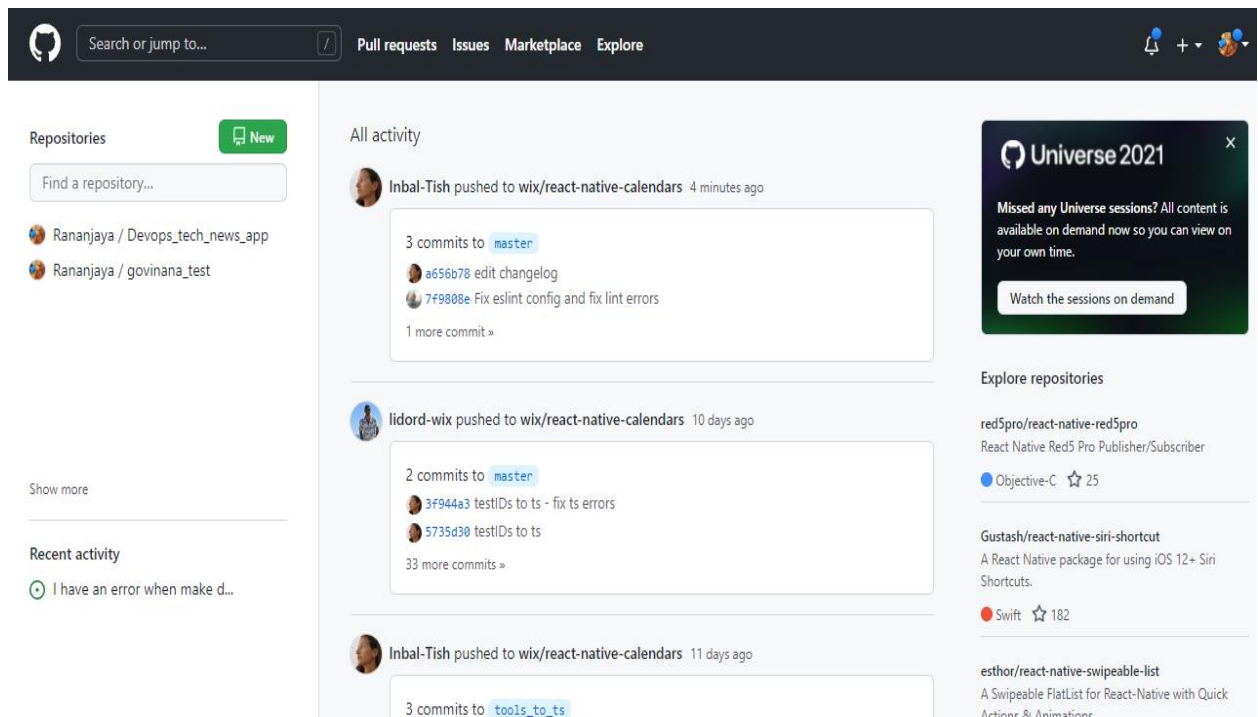 Search or jump to...
/
Pull requests Issues Marketplace Explore
Repositories
New
Find a repository...
Rananjaya / Devops_tech_news_app
Rananjaya / govinana_test
Show more
Recent activity
I have an error when make d...
All activity
Inbal-Tish pushed to wix/react-native-calendars 4 minutes ago
3 commits to master
a656b78 edit changelog
7f9808e Fix eslint config and fix lint errors
1 more commit »
lidord-wix pushed to wix/react-native-calendars 10 days ago
2 commits to master
3f944a3 testIDs to ts - fix ts errors
5735d30 testIDs to ts
33 more commits »
Inbal-Tish pushed to wix/react-native-calendars 11 days ago
3 commits to tools_to_ts
Universe 2021
Missed any Universe sessions? All content is
available on demand now so you can view on
your own time.
Watch the sessions on demand
Explore repositories
red5pro/react-native-red5pro
React Native Red5 Pro Publisher/Subscriber
Objective-C 25
Gustash/react-native-siri-shortcut
A React Native package for using iOS 12+ Siri
Shortcuts.
Swift 182
esthor/react-native-swipeable-list
A Swipeable FlatList for React-Native with Quick
Actions & Animations